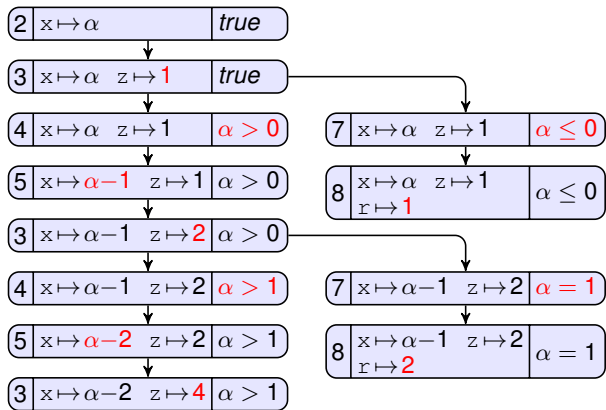 2 x ↦ α true
3 x ↦ α z ↦ 1 true
4 x ↦ α z ↦ 1 α > 0
7 x ↦ α z ↦ 1 α ≤ 0
5 x ↦ α−1 z ↦ 1 α > 0
8 x ↦ α z ↦ 1 α ≤ 0
r ↦ 1
3 x ↦ α−1 z ↦ 2 α > 0
4 x ↦ α−1 z ↦ 2 α > 1
7 x ↦ α−1 z ↦ 2 α = 1
5 x ↦ α−2 z ↦ 2 α > 1
8 x ↦ α−1 z ↦ 2 α = 1
r ↦ 2
3 x ↦ α−2 z ↦ 4 α > 1